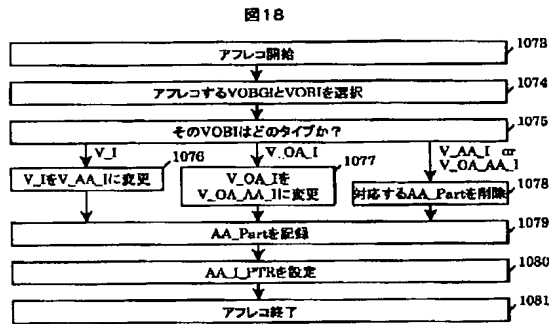 図18
アフレコ開始
1073
アフレコするVOBGIとVOBIを選択
1074
そのVOBIはどのタイプか？
1075
V_I
1076
V_OA_I
1077
V_AA_I or
V_OA_AA_I
V_IをV_AA_Iに変更
V_OA_Iを
V_OA_AA_Iに変更
1078
対応するAA_Partを削除
1079
AA_Partを記録
1080
AA_I_PTRを設定
1081
アフレコ終了